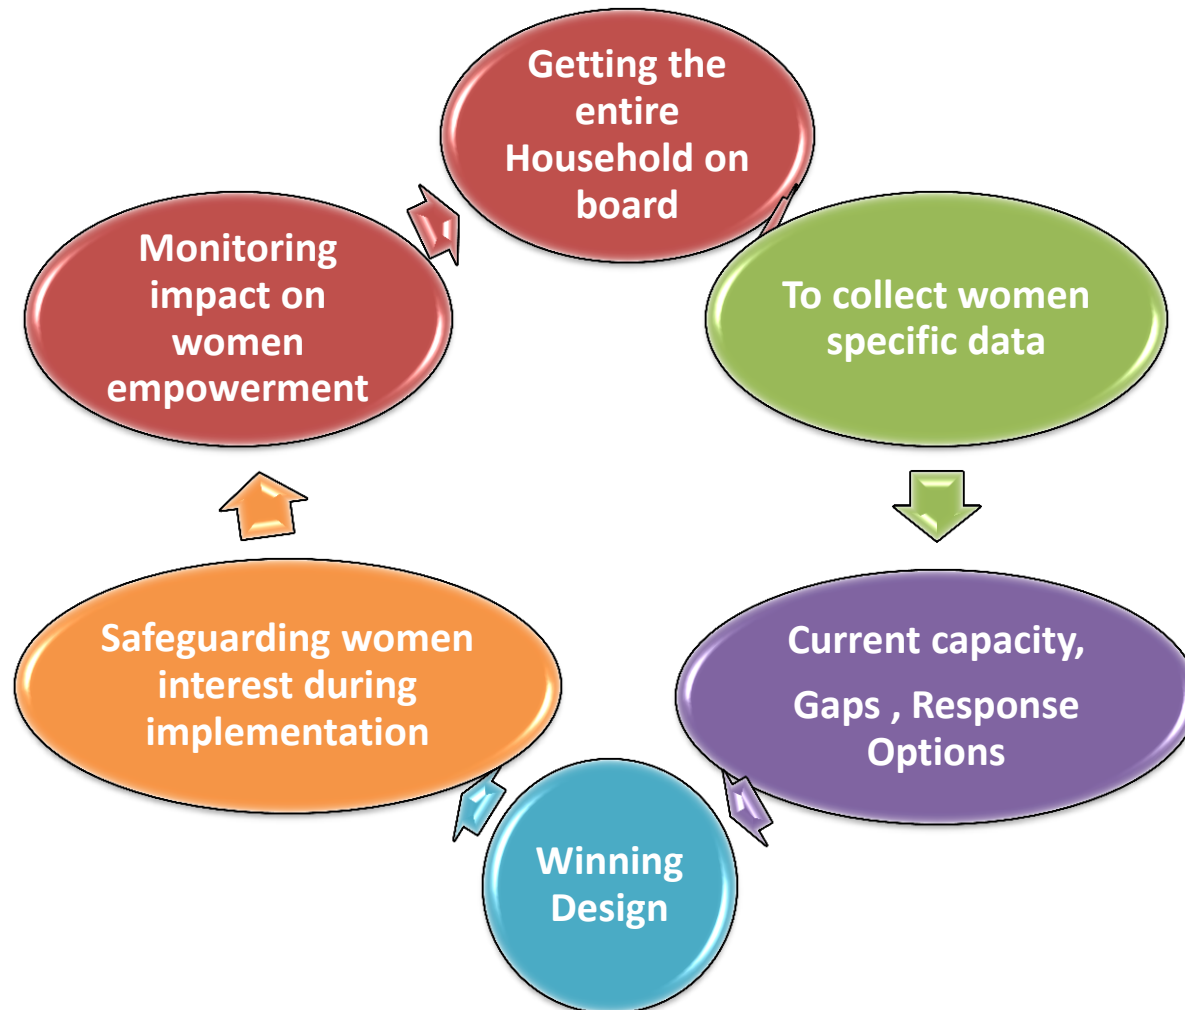 Getting the
entire
Household on
board
To collect women
specific data
Current capacity,
Gaps , Response
Options
Winning
Design
Safeguarding women
interest during
implementation
Monitoring
impact on
women
empowerment